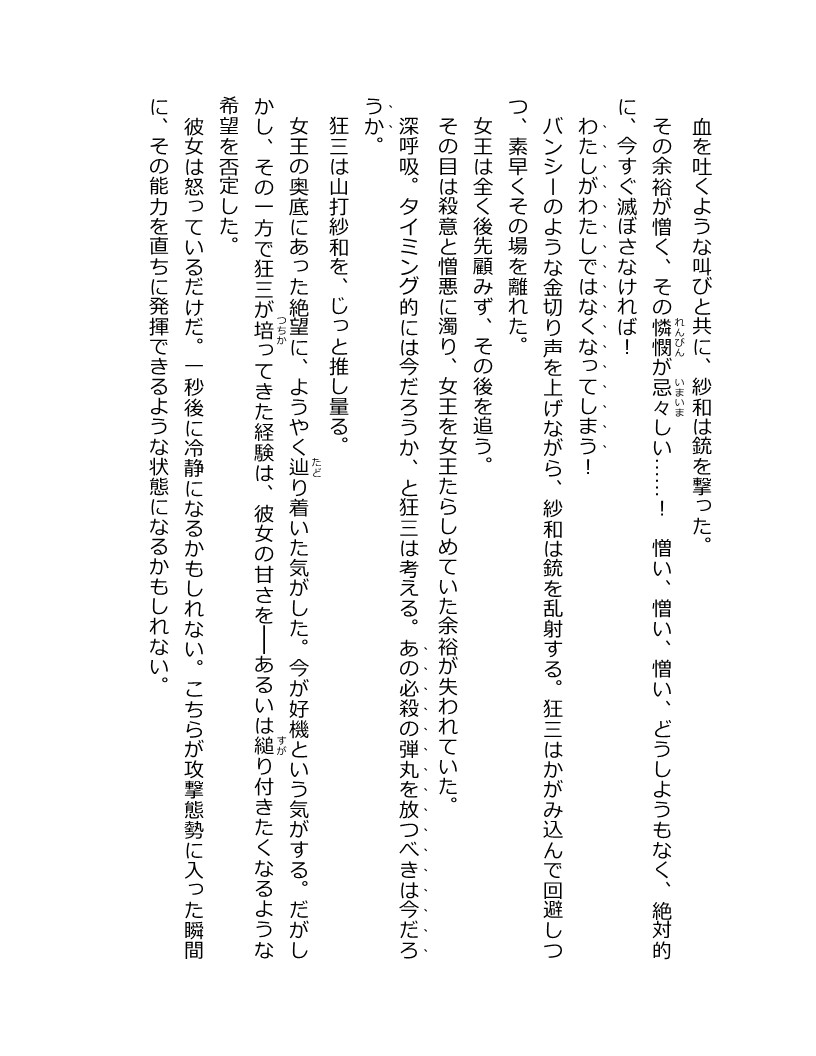 血を吐くような叫びと共に、紗和は銃を撃った。
　その余裕が憎く、その憐憫が忌々しい……！　憎い、憎い、憎い、どうしようもなく、絶対的
に、今すぐ滅ぼさなければ！
　わたしがわたしではなくなってしまう！
　バンシーのような金切り声を上げながら、紗和は銃を乱射する。狂三はかがみ込んで回避しつ
つ、素早くその場を離れた。
　女王は全く後先顧みず、その後を追う。
　その目は殺意と憎悪に濁り、女王を女王たらしめていた余裕が失われていた。
　深呼吸。タイミング的には今だろうか、と狂三は考える。あの必殺の弾丸を放つべきは今だろ
うか。
　狂三は山打紗和を、じっと推し量る。
　女王の奥底にあった絶望に、ようやく辿り着いた気がした。今が好機という気がする。だがし
かし、その一方で狂三が培ってきた経験は、彼女の甘さを――あるいは縋り付きたくなるような
希望を否定した。
　彼女は怒っているだけだ。一秒後に冷静になるかもしれない。こちらが攻撃態勢に入った瞬間
に、その能力を直ちに発揮できるような状態になるかもしれない。